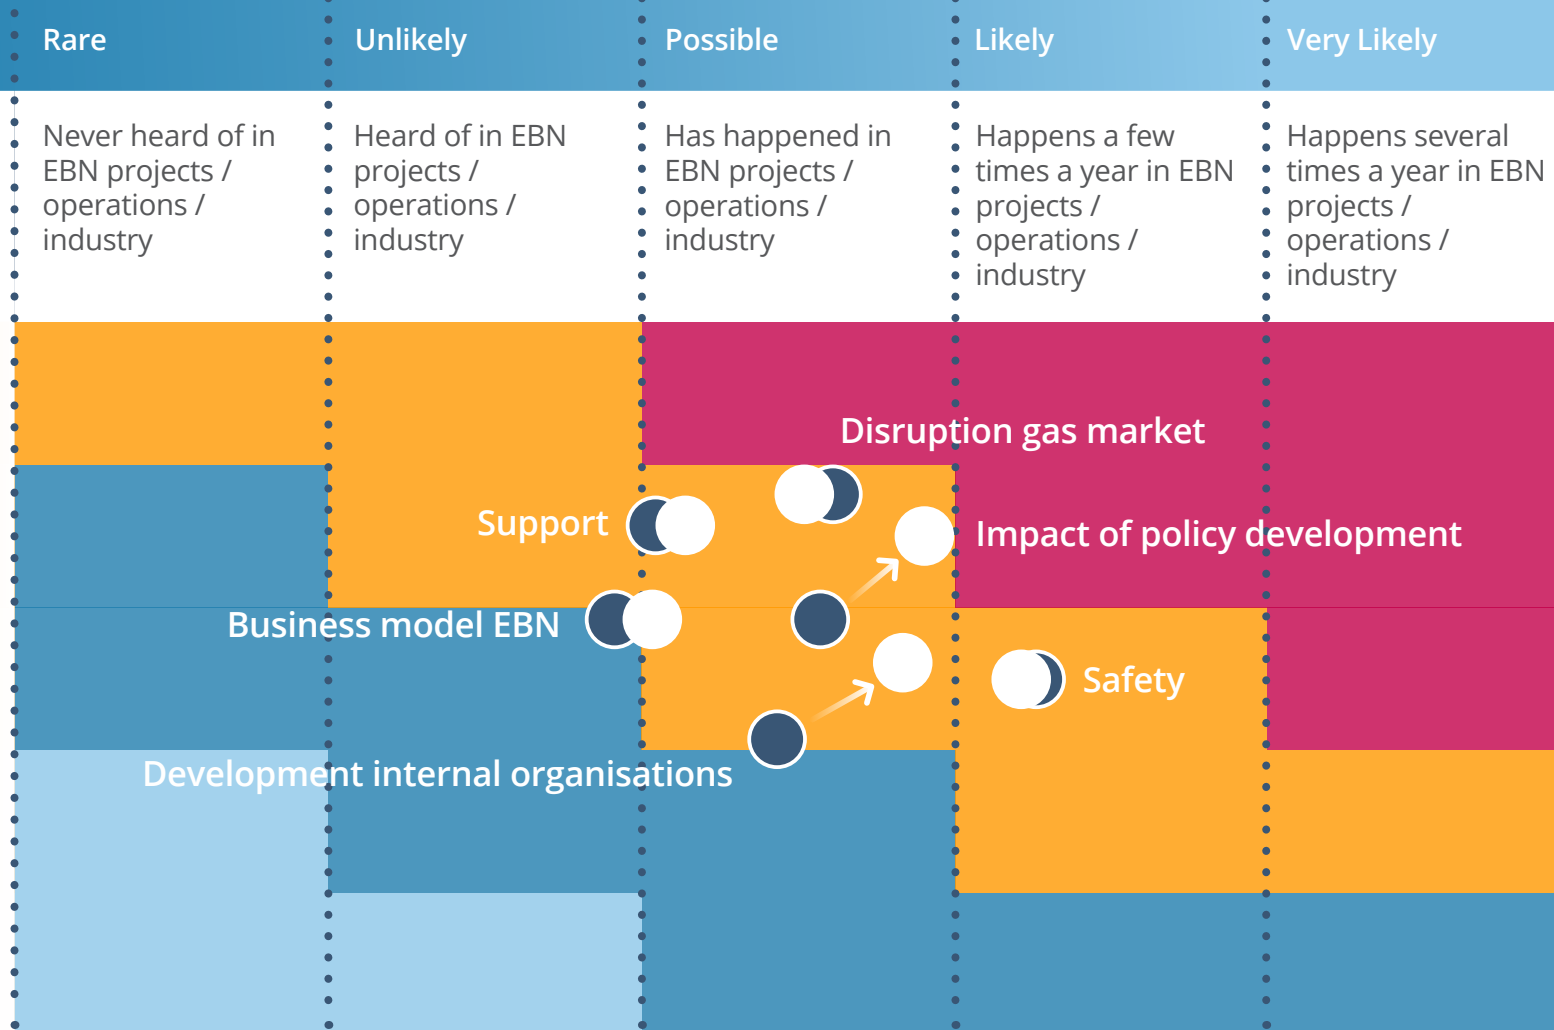 Rare
Unlikely
Possible
Likely
Very Likely
Never heard of in
EBN projects /
operations /
industry
Heard of in EBN
projects /
operations /
industry
Has happened in
EBN projects /
operations /
industry
Happens a few
times a year in EBN
projects /
operations /
industry
Happens several
times a year in EBN
projects /
operations /
industry
Disruption gas market
Support
Impact of policy development
Business model EBN
Safety
Development internal organisations